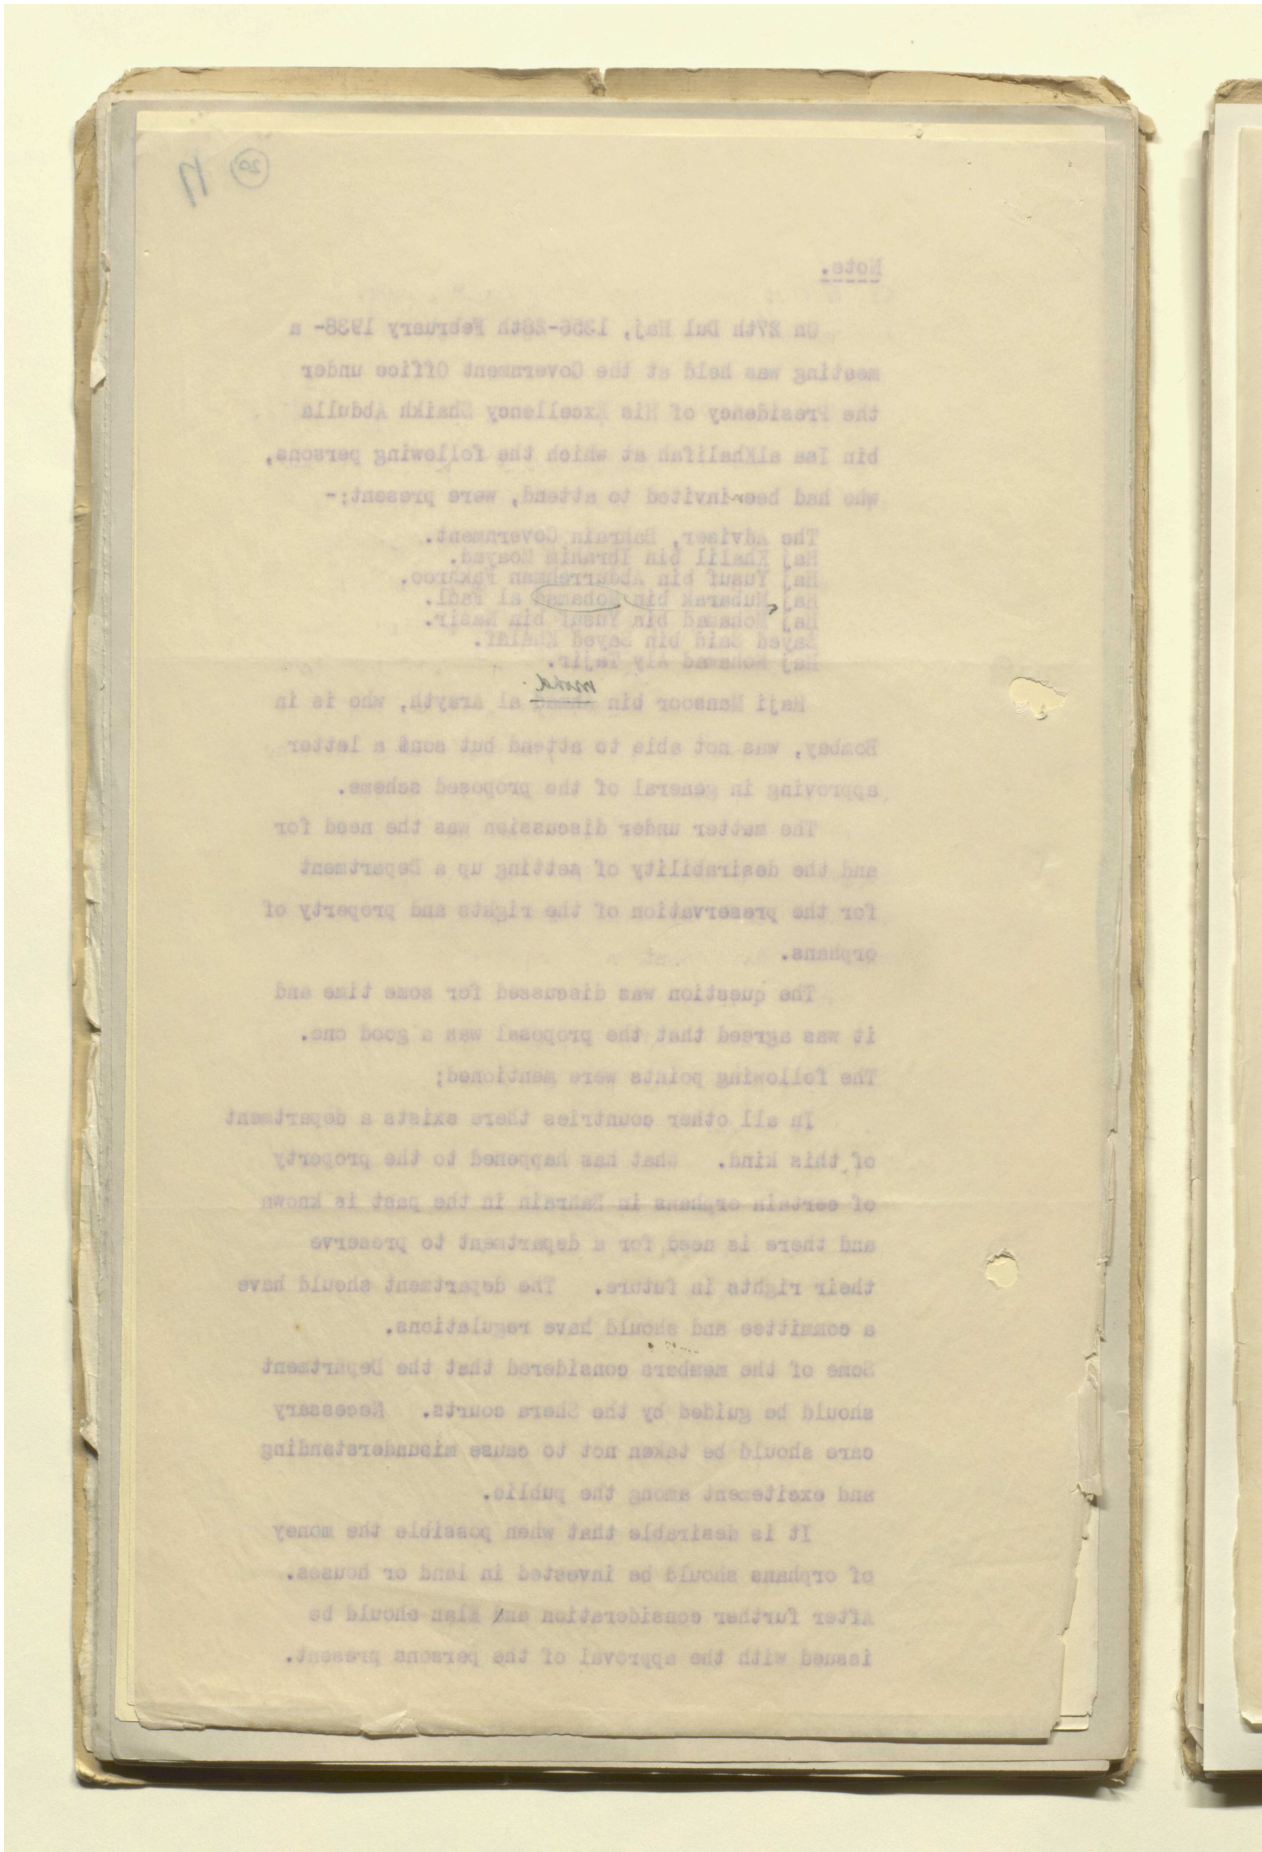 20
17
Note.
On 27th Dul Haj, 1356-28th February 1938- a
meeting was held at the Government Office under
the Presidency of His Excellency Shaikh Abdulla
bin Isa alKhalifah at which the following persons,
who had been invited to attend, were present:-
The Adviser, Bahrain Government.
Haj Khalil bin Ibrahim Moayad.
Haj Yusuf bin Abdurrehman Fakaroo.
Haj Mubarak bin Mohamad al Fadl.
Haj Mohamad bin Yusuf bin Nasir.
Sayed Said bin Sayed Khalaf.
Haj Mohamad Aly Tajir.
Mohd.
Haji Mansoor bin al Arayth, who is in
Bombay, was not able to attend but sent a letter
approving in general of the proposed scheme.
The matter under discussion was the need for
and the desirability of setting up a Department
for the preservation of the rights and property of
orphans.
The question was discussed for some time and
it was agreed that the proposal was a good one.
The following points were mentioned;
In all other countries there exists a department
of this kind. What has happened to the property
of certain orphans in Bahrain in the past is known
and there is need for a department to preserve
their rights in future. The department should have
a committee and should have regulations.
Some of the members considered that the Department
should be guided by the Shera courts. Necessary
care should be taken not to cause misunderstanding
and excitement among the public.
It is desirable that when possible the money
of orphans should be invested in land or houses.
After further consideration an Alan should be
issued with the approval of the persons present.